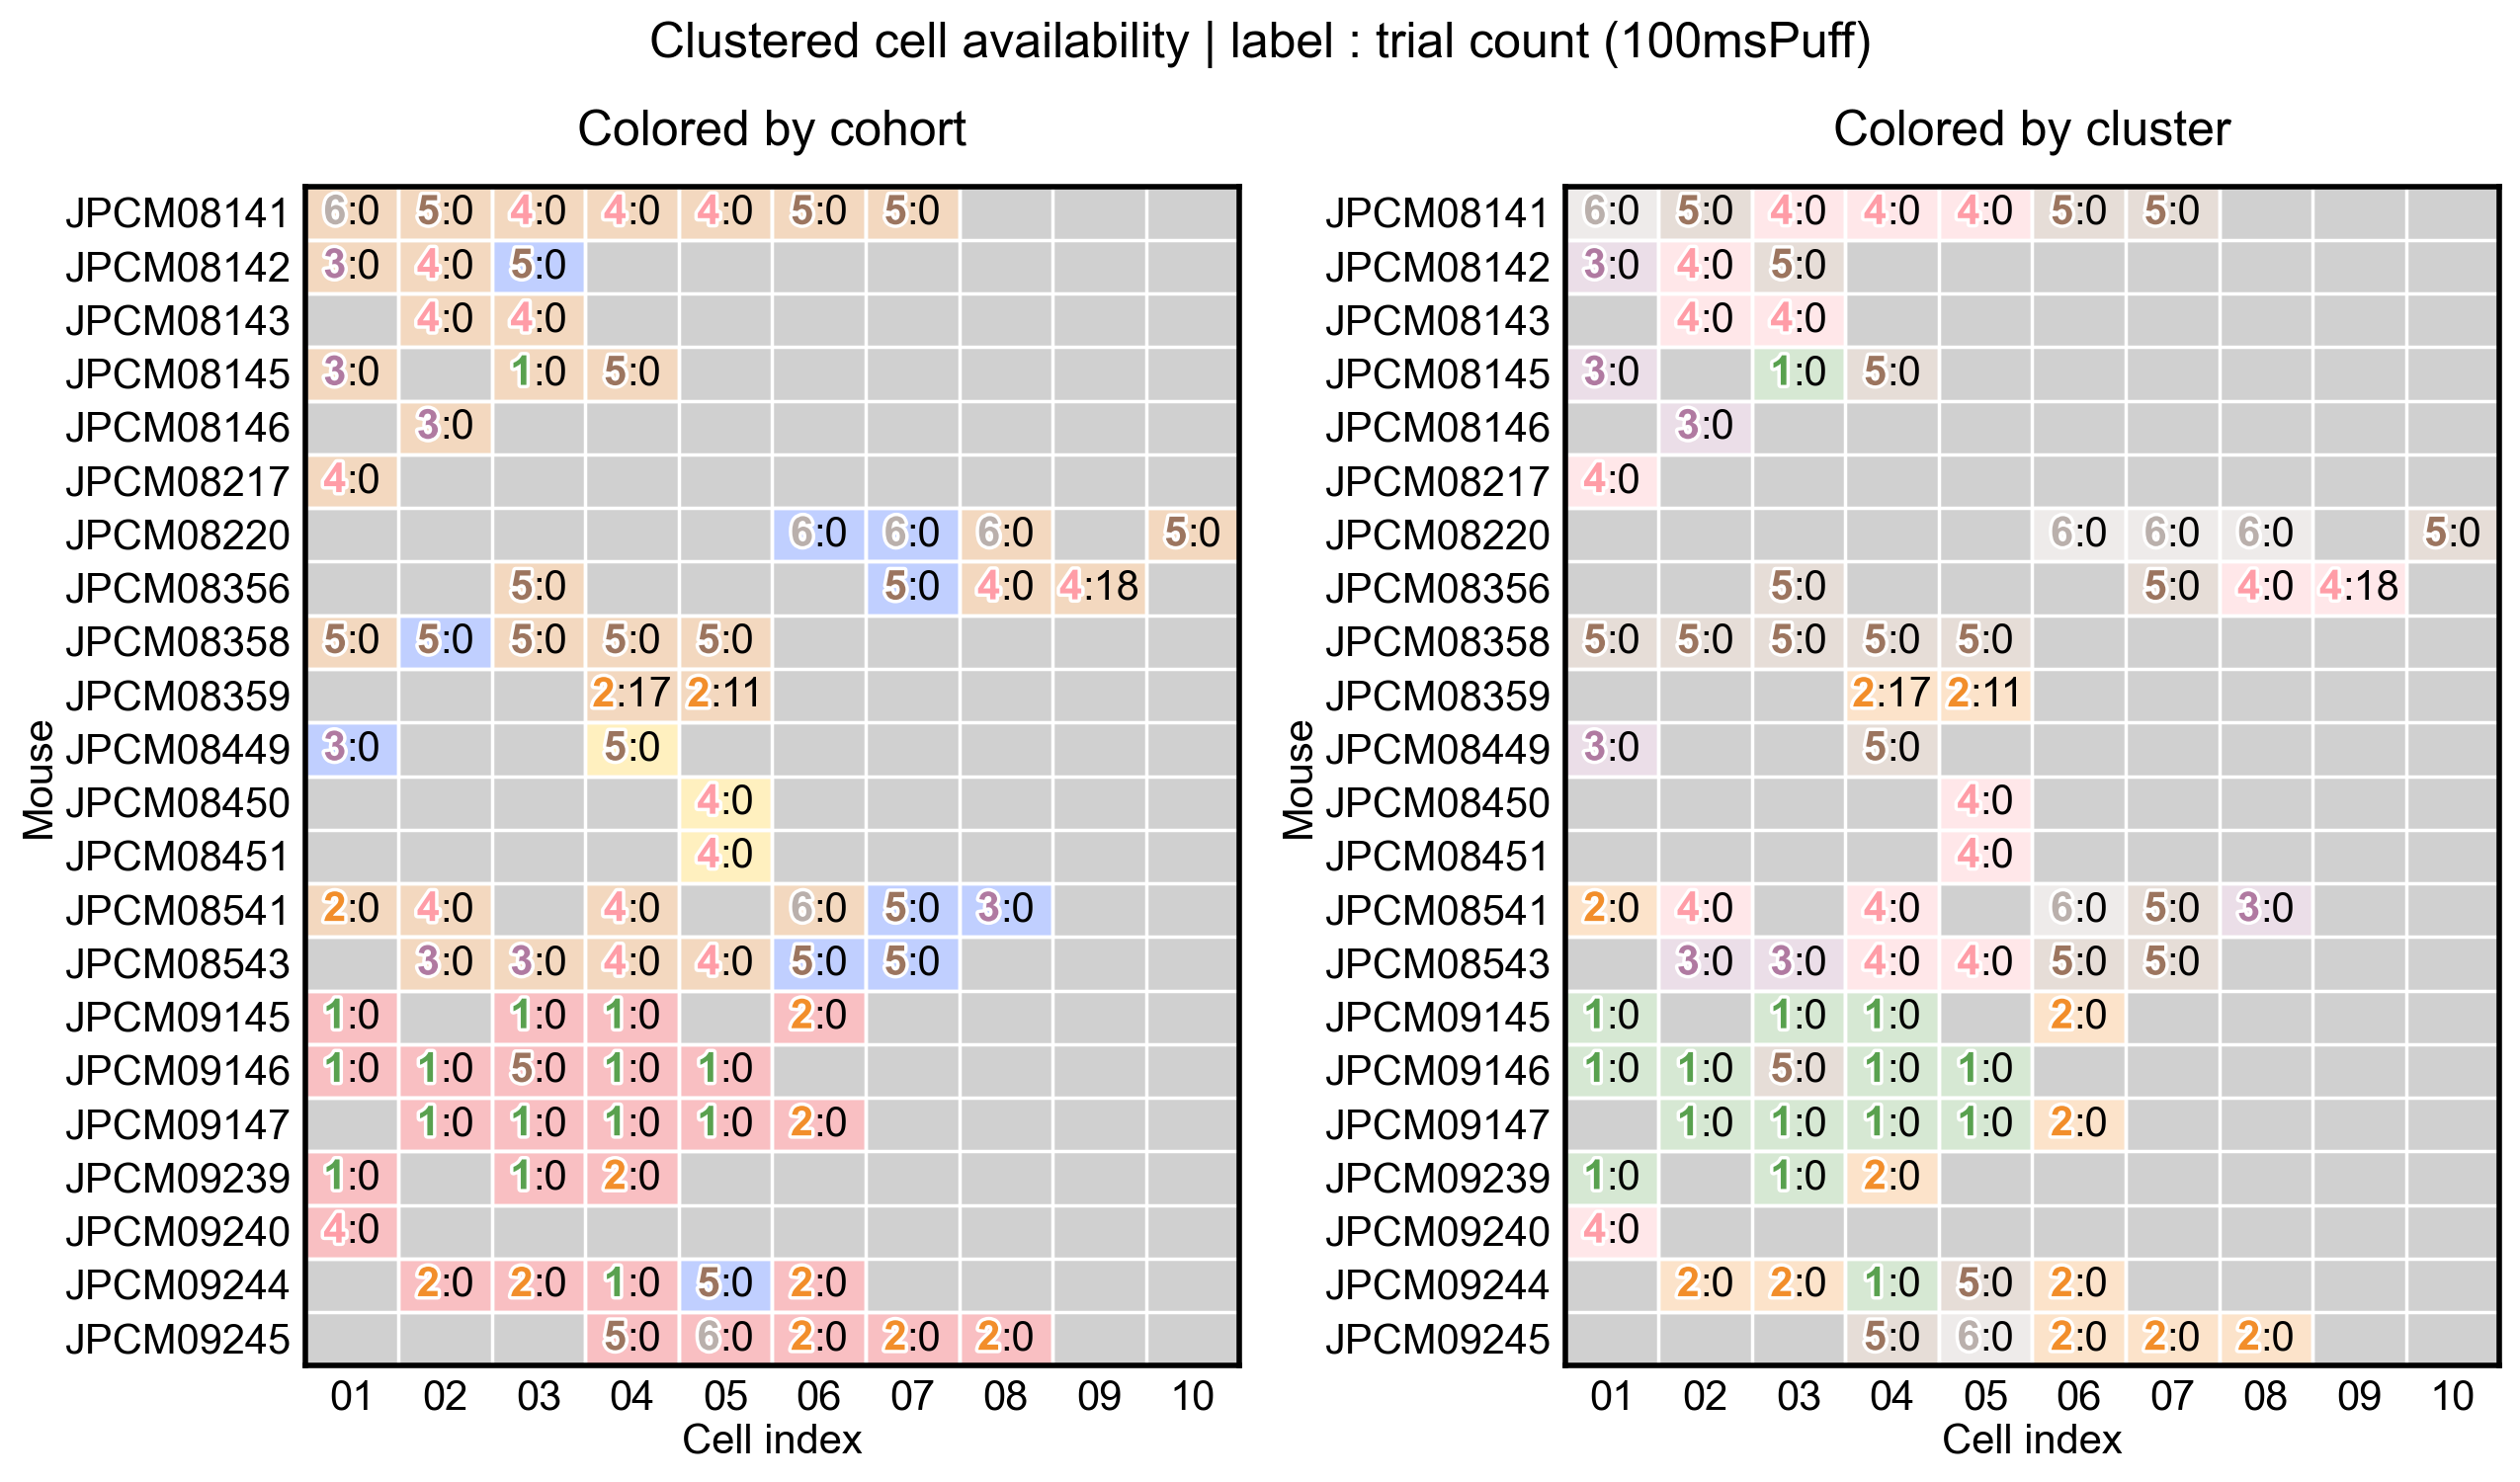 Clustered cell availability | label : trial count (100msPuff)
Colored by cohort
JPCM08141 6:0 5:0 4:0 4:0 4:0 5:0 5:0
JPCM08142 3:0 4:0 5:0
JPCM08143 4:0 4:0
JPCM08145 3:0 1:0 5:0
JPCM08146 3:0
JPCM08217 4:0
JPCM08220 6:0 6:0 6:0 5:0
JPCM08356 5:0 5:0 4:0 4:18
JPCM08358 5:0 5:0 5:0 5:0 5:0
JPCM08359 2:17 2:11
JPCM08449 3:0 5:0
JPCM08450 4:0
JPCM08451 4:0
JPCM08541 2:0 4:0 4:0 6:0 5:0 3:0
JPCM08543 3:0 3:0 4:0 4:0 5:0 5:0
JPCM09145 1:0 1:0 1:0 2:0
JPCM09146 1:0 1:0 5:0 1:0 1:0
JPCM09147 1:0 1:0 1:0 1:0 2:0
JPCM09239 1:0 1:0 2:0
JPCM09240 4:0
JPCM09244 2:0 2:0 1:0 5:0 2:0
JPCM09245 5:0 6:0 2:0 2:0 2:0
01 02 03 04 05 06 07 08 09 10
Cell index
Mouse
Colored by cluster
JPCM08141 6:0 5:0 4:0 4:0 4:0 5:0 5:0
JPCM08142 3:0 4:0 5:0
JPCM08143 4:0 4:0
JPCM08145 3:0 1:0 5:0
JPCM08146 3:0
JPCM08217 4:0
JPCM08220 6:0 6:0 6:0 5:0
JPCM08356 5:0 5:0 4:0 4:18
JPCM08358 5:0 5:0 5:0 5:0 5:0
JPCM08359 2:17 2:11
JPCM08449 3:0 5:0
JPCM08450 4:0
JPCM08451 4:0
JPCM08541 2:0 4:0 4:0 6:0 5:0 3:0
JPCM08543 3:0 3:0 4:0 4:0 5:0 5:0
JPCM09145 1:0 1:0 1:0 2:0
JPCM09146 1:0 1:0 5:0 1:0 1:0
JPCM09147 1:0 1:0 1:0 1:0 2:0
JPCM09239 1:0 1:0 2:0
JPCM09240 4:0
JPCM09244 2:0 2:0 1:0 5:0 2:0
JPCM09245 5:0 6:0 2:0 2:0 2:0
01 02 03 04 05 06 07 08 09 10
Cell index
Mouse